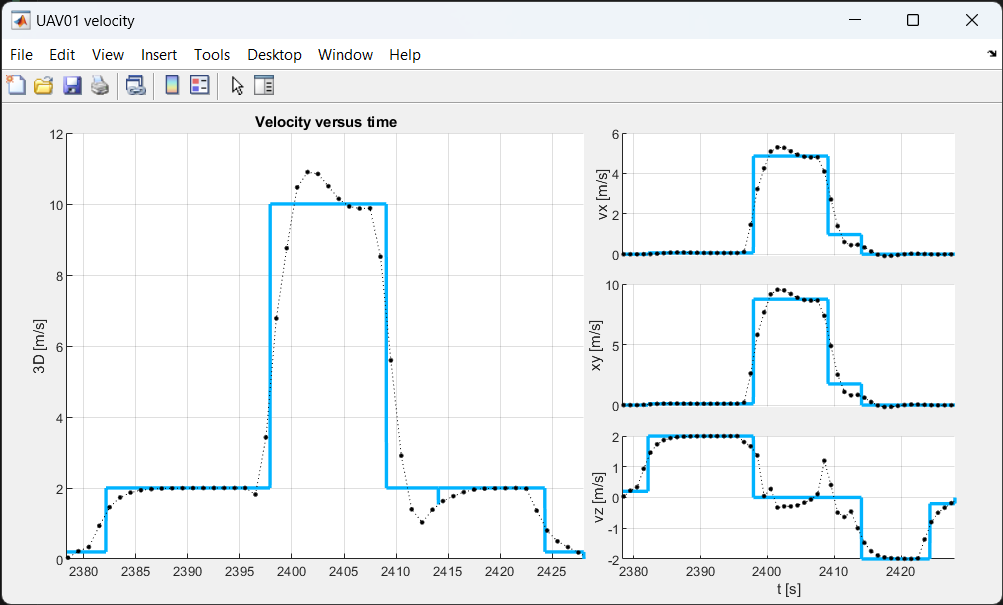 UAV01 velocity
File Edit View Insert Tools Desktop Window Help
Velocity versus time
3D [m/s]
12
10
8
6
4
2
0
2380 2385 2390 2395 2400 2405 2410 2415 2420 2425
vx [m/s]
6
4
2
0
xy [m/s]
10
5
0
vz [m/s]
2
1
0
-1
-2
2380 2390 2400 2410 2420
t [s]